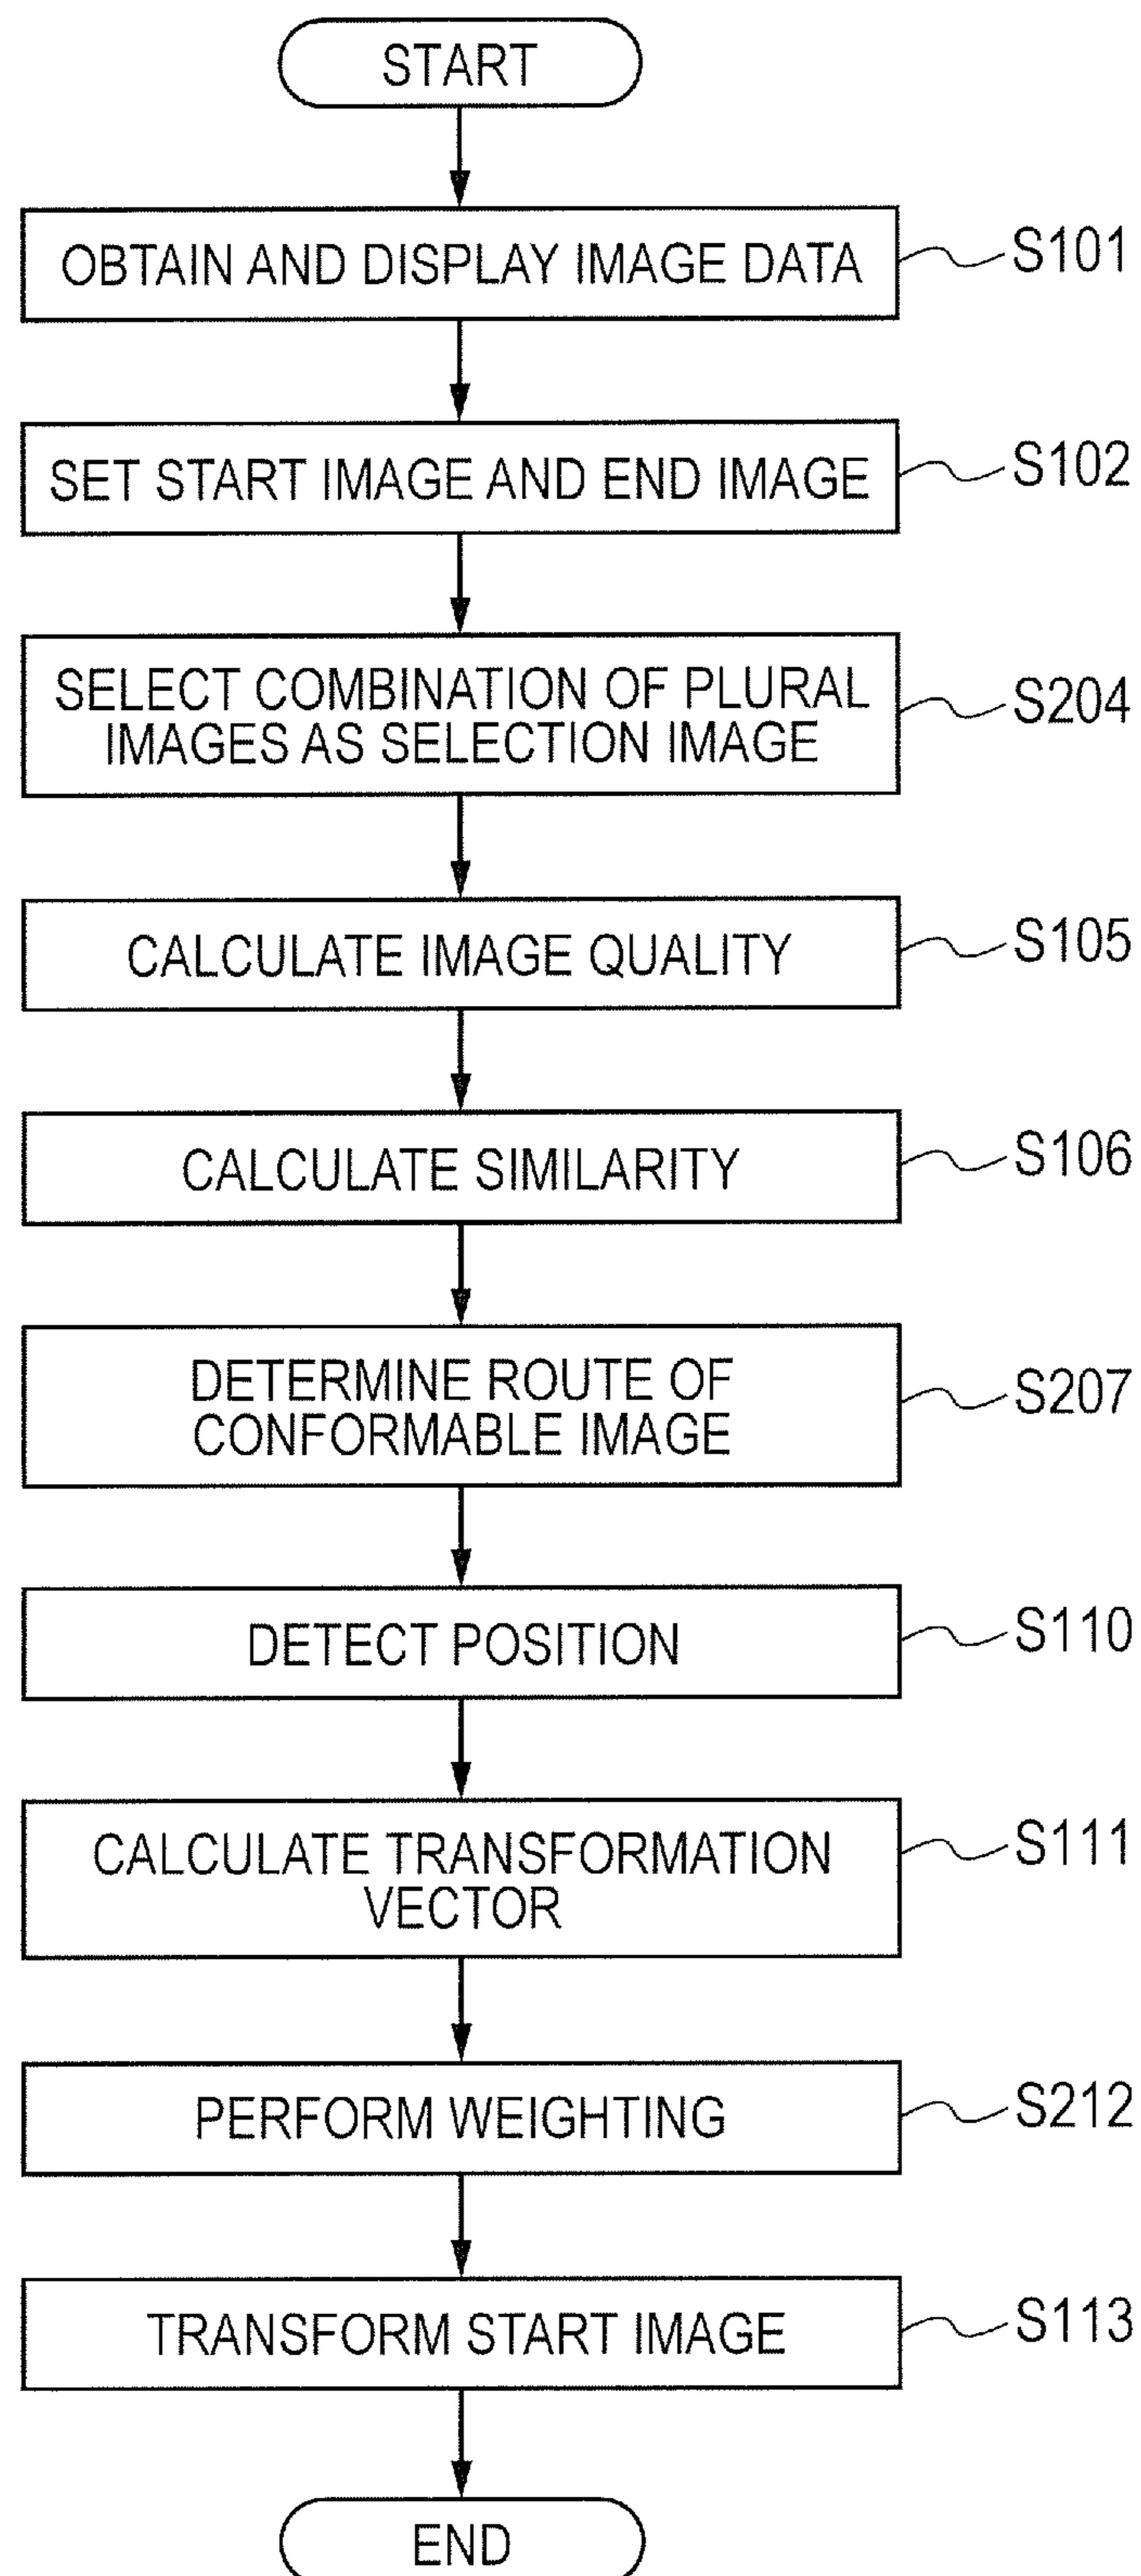 START
OBTAIN AND DISPLAY IMAGE DATA
S101
SET START IMAGE AND END IMAGE
S102
SELECT COMBINATION OF PLURAL
IMAGES AS SELECTION IMAGE
S204
CALCULATE IMAGE QUALITY
S105
CALCULATE SIMILARITY
S106
DETERMINE ROUTE OF
CONFORMABLE IMAGE
S207
DETECT POSITION
S110
CALCULATE TRANSFORMATION
VECTOR
S111
PERFORM WEIGHTING
S212
TRANSFORM START IMAGE
S113
END